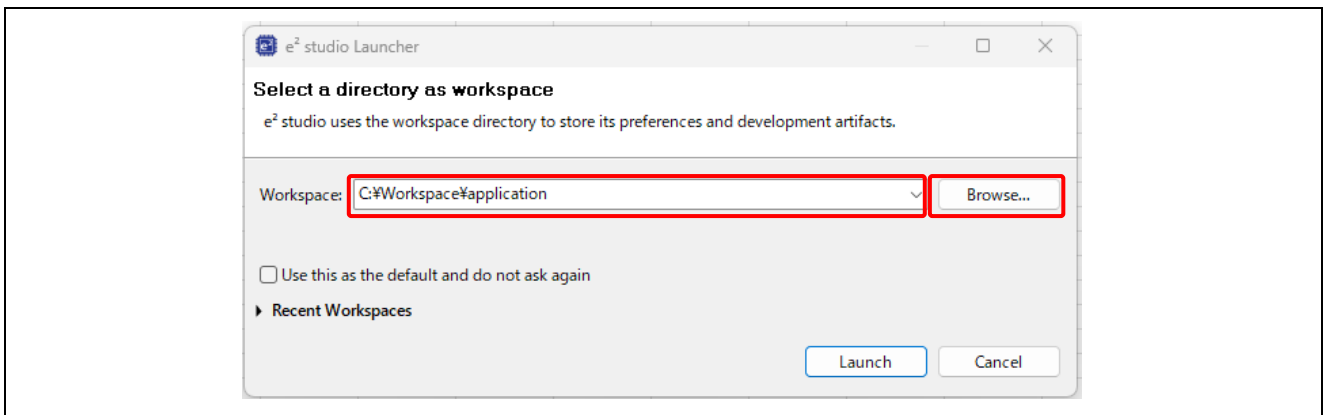 e² studio Launcher
Select a directory as workspace
e² studio uses the workspace directory to store its preferences and development artifacts.
Workspace: C:¥Workspace¥application Browse...
Use this as the default and do not ask again
Recent Workspaces
Launch Cancel